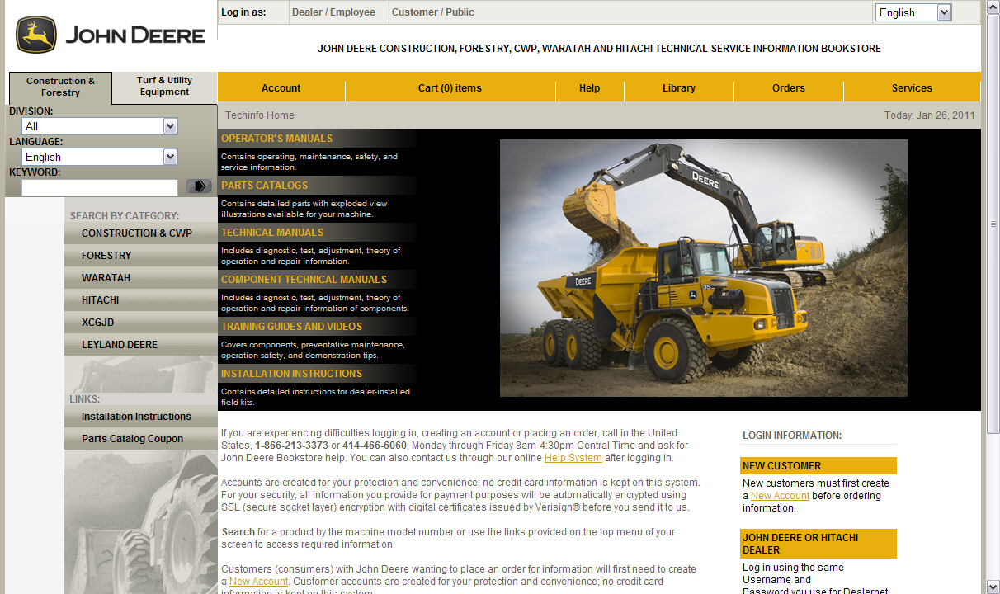 JOHN DEERE
Log in as:
Dealer / Employee
Customer / Public
English
JOHN DEERE CONSTRUCTION, FORESTRY, CWP, WARATAH AND HITACHI TECHNICAL SERVICE INFORMATION BOOKSTORE
Construction &
Forestry
Turf & Utility
Equipment
Account
Cart (0) items
Help
Library
Orders
Services
DIVISION:
All
LANGUAGE:
English
KEYWORD:
Techinfo Home
Today: Jan 26, 2011
SEARCH BY CATEGORY:
CONSTRUCTION & CWP
FORESTRY
WARATAH
HITACHI
XCGJD
LEYLAND DEERE
LINKS:
Installation Instructions
Parts Catalog Coupon
OPERATOR'S MANUALS
Contains operating, maintenance, safety, and
service information.
PARTS CATALOGS
Contains detailed parts with exploded view
illustrations available for your machine.
TECHNICAL MANUALS
Includes diagnostic, test, adjustment, theory of
operation and repair information.
COMPONENT TECHNICAL MANUALS
Includes diagnostic, test, adjustment, theory of
operation and repair information of components.
TRAINING GUIDES AND VIDEOS
Covers components, preventative maintenance,
operation safety, and demonstration tips.
INSTALLATION INSTRUCTIONS
Contains detailed instructions for dealer-installed
field kits.
DEERE
DEERE
If you are experiencing difficulties logging in, creating an account or placing an order, call in the United
States, 1-866-213-3373 or 414-466-6060, Monday through Friday 8am-4:30pm Central Time and ask for
John Deere Bookstore help. You can also contact us through our online Help System after logging in.
Accounts are created for your protection and convenience; no credit card information is kept on this system.
For your security, all information you provide for payment purposes will be automatically encrypted using
SSL (secure socket layer) encryption with digital certificates issued by Verisign® before you send it to us.
Search for a product by the machine model number or use the links provided on the top menu of your
screen to access required information.
Customers (consumers) with John Deere wanting to place an order for information will first need to create
a New Account. Customer accounts are created for your protection and convenience; no credit card
information is kept on this system.
LOGIN INFORMATION:
NEW CUSTOMER
New customers must first create
a New Account before ordering
information.
JOHN DEERE OR HITACHI
DEALER
Log in using the same
Username and
Password you use for Dealernet